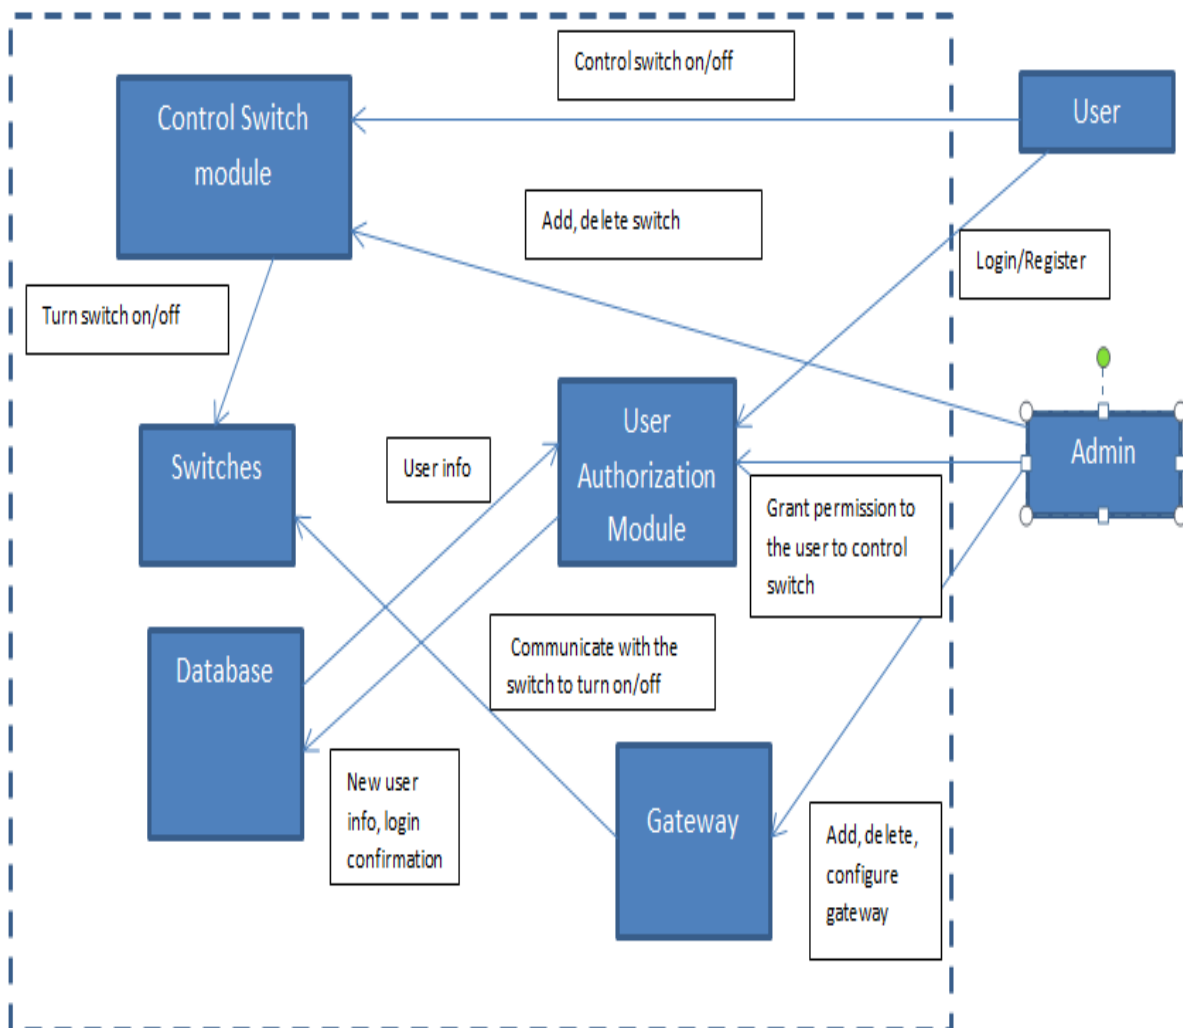 Control switch on/off
Control Switch
module
User
Add, delete switch
Login/Register
Turn switch on/off
User
Authorization
Module
Admin
Switches
User info
Grant permission to
the user to control
switch
Communicate with the
switch to turn on/off
Database
New user
info, login
confirmation
Gateway
Add, delete,
configure
gateway